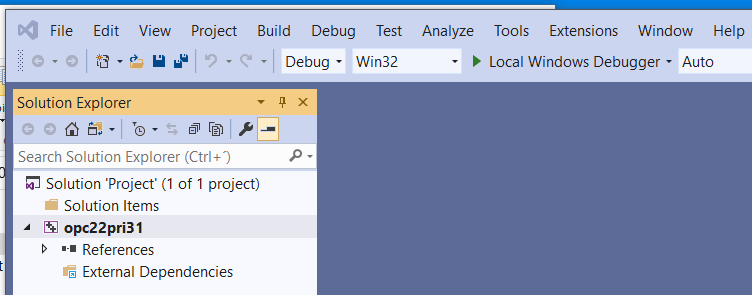 File Edit View Project Build Debug Test Analyze Tools Extensions Window Help
Debug Win32 Local Windows Debugger Auto
Solution Explorer
Search Solution Explorer (Ctrl+´)
Solution 'Project' (1 of 1 project)
Solution Items
opc22pri31
References
External Dependencies